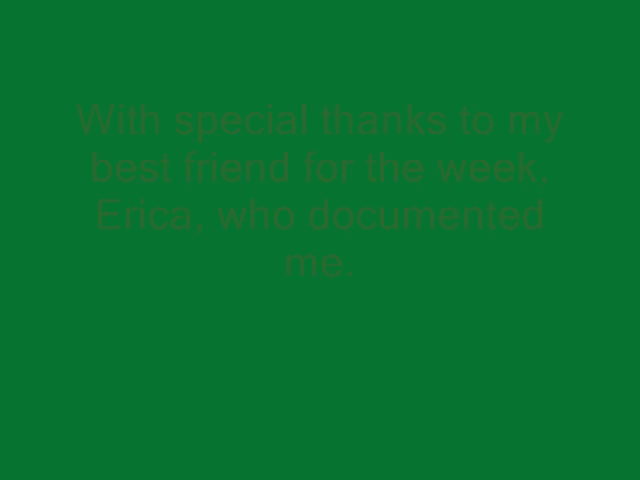 With special thanks to my
best friend for the week,
Erica, who documented
me.